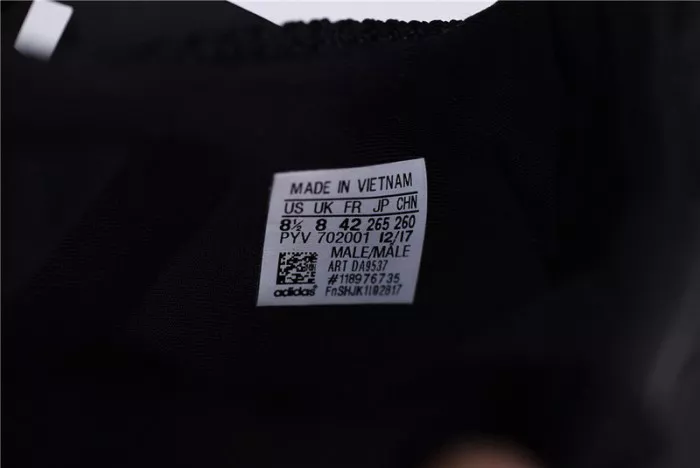 MADE IN VIETNAM
US UK FR JP CHN
8½ 8 42 265 260
PYV 702001 12/17
MALE/MALE
ART DA9537
#118976735
adidas